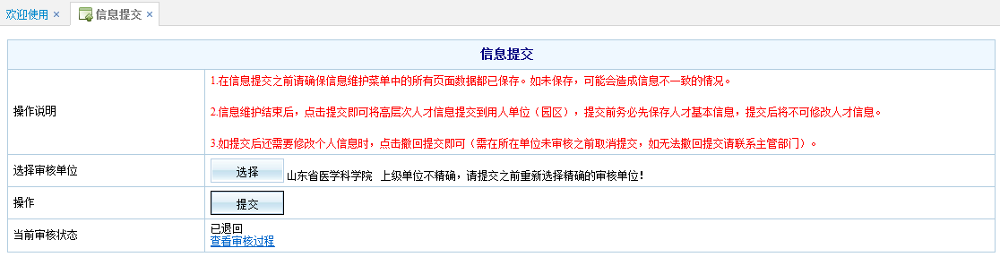 欢迎使用 × 信息提交 ×
信息提交
操作说明
1.在信息提交之前请确保信息维护菜单中的所有页面数据都已保存。如未保存，可能会造成信息不一致的情况。
2.信息维护结束后，点击提交即可将高层次人才信息提交到用人单位（园区），提交前务必先保存人才基本信息，提交后将不可修改人才信息。
3.如提交后还需要修改个人信息时，点击撤回提交即可（需在所在单位未审核之前取消提交，如无法撤回提交请联系主管部门）。
选择审核单位 选择 山东省医学科学院 上级单位不精确，请提交之前重新选择精确的审核单位！
操作 提交
当前审核状态 已退回
查看审核过程